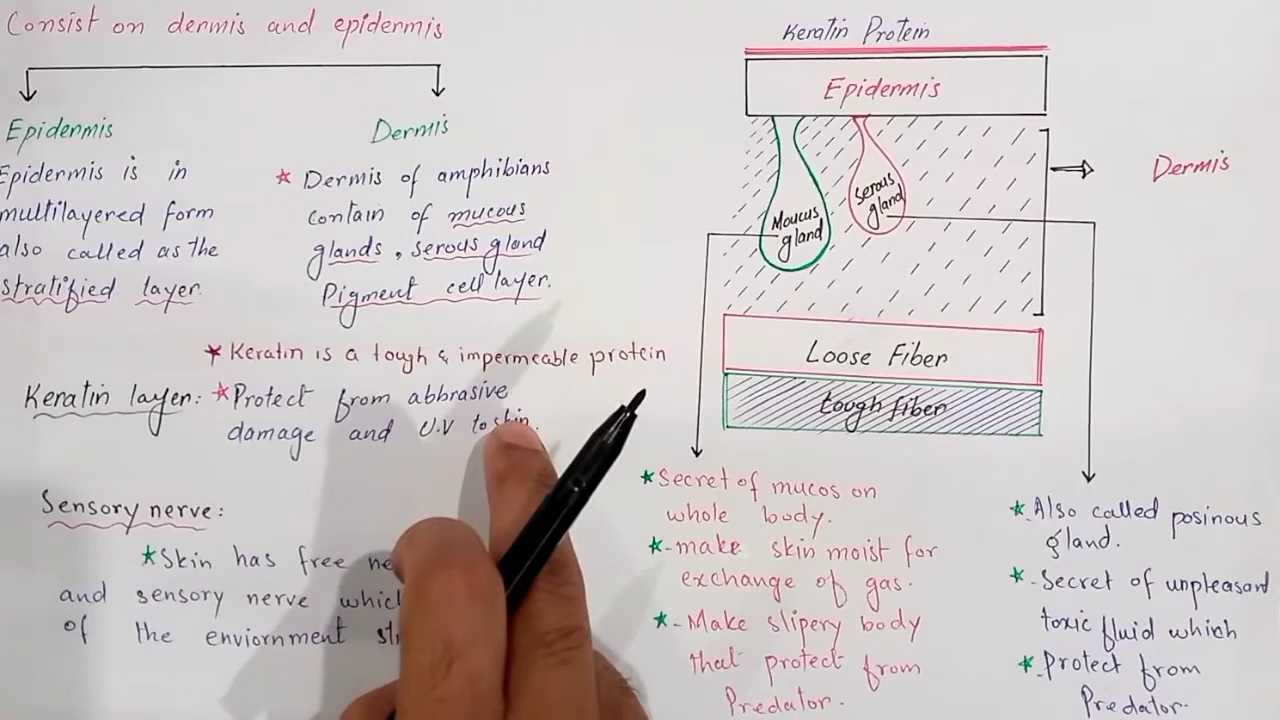 Consist on dermis and epidermis
Epidermis
Epidermis is in
multilayered form
also called as the
stratified layer.
Dermis
* Dermis of amphibians
contain of mucous
glands, serous gland
Pigment cell layer.
* Keratin is a tough & impermeable protein
Keratin layer: * Protect from abbrasive
damage and U.V to skin.
Sensory nerve:
* Skin has free
and sensory nerve
of the enviornment
Keratin Protein
Epidermis
Moucus
gland
Serous
gland
Dermis
Loose Fiber
tough fiber
* Secret of mucos on
whole body.
* - make skin moist for
exchange of gas.
* - Make slipery body
that protect from
Predator.
* Also called posinous
gland.
* - Secret of unpleasand
toxic fluid which
* Protect from
Predator.